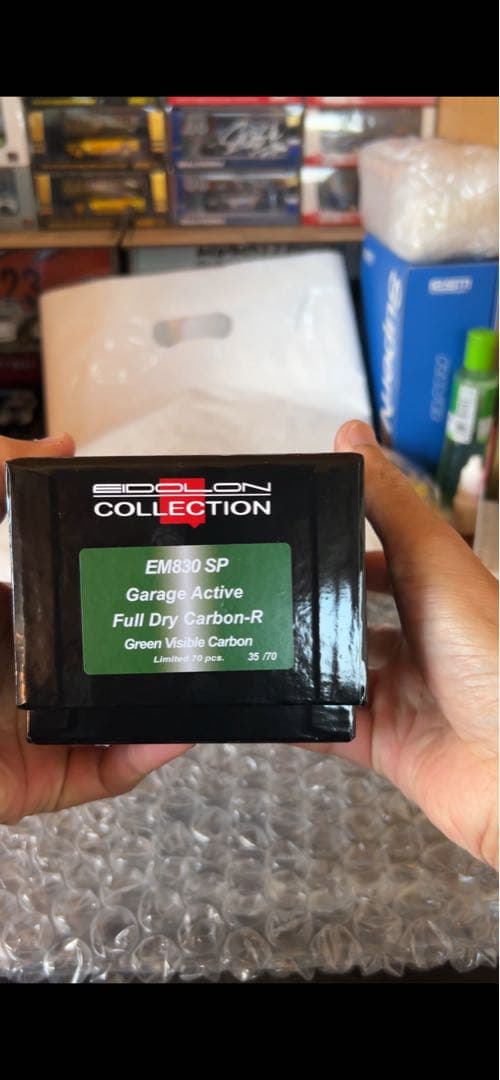 EIDOLON
COLLECTION
EM830 SP
Garage Active
Full Dry Carbon-R
Green Visible Carbon
Limited 70 pcs. 35 /70